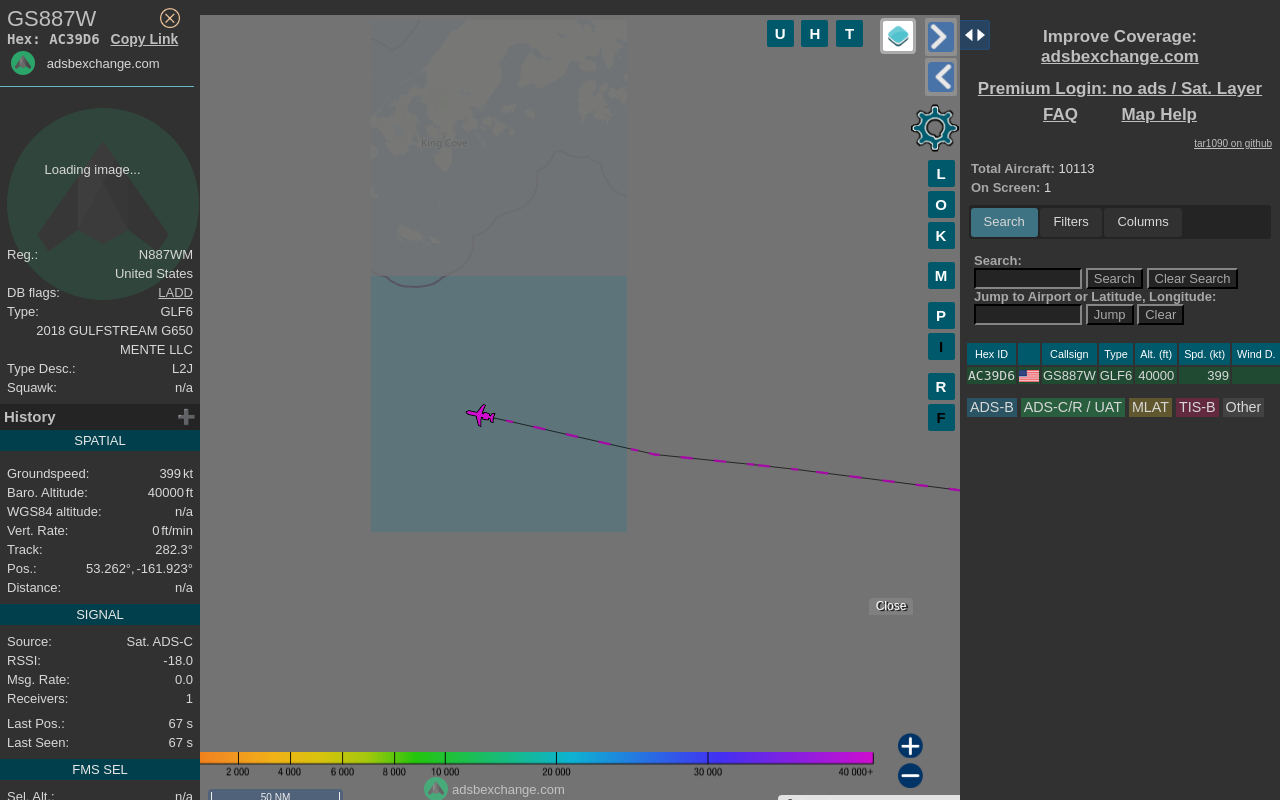 GS887W
Hex: AC39D6 Copy Link
adsbexchange.com
Loading image...
Reg.: N887WM
United States
DB flags: LADD
Type: GLF6
2018 GULFSTREAM G650
MENTE LLC
Type Desc.: L2J
Squawk: n/a
History
SPATIAL
Groundspeed: 399 kt
Baro. Altitude: 40000 ft
WGS84 altitude: n/a
Vert. Rate: 0 ft/min
Track: 282.3°
Pos.: 53.262°, -161.923°
Distance: n/a
SIGNAL
Source: Sat. ADS-C
RSSI: -18.0
Msg. Rate: 0.0
Receivers: 1
Last Pos.: 67 s
Last Seen: 67 s
FMS SEL
Sel. Alt.: n/a
King Cove
U H T
L
O
K
M
P
I
R
F
Close
2 000 4 000 6 000 8 000 10 000 20 000 30 000 40 000+
adsbexchange.com
50 NM
Improve Coverage:
adsbexchange.com
Premium Login: no ads / Sat. Layer
FAQ Map Help
tar1090 on github
Total Aircraft: 10113
On Screen: 1
Search Filters Columns
Search:
Search Clear Search
Jump to Airport or Latitude, Longitude:
Jump Clear
Hex ID Callsign Type Alt. (ft) Spd. (kt) Wind D.
AC39D6 GS887W GLF6 40000 399
ADS-B ADS-C/R / UAT MLAT TIS-B Other